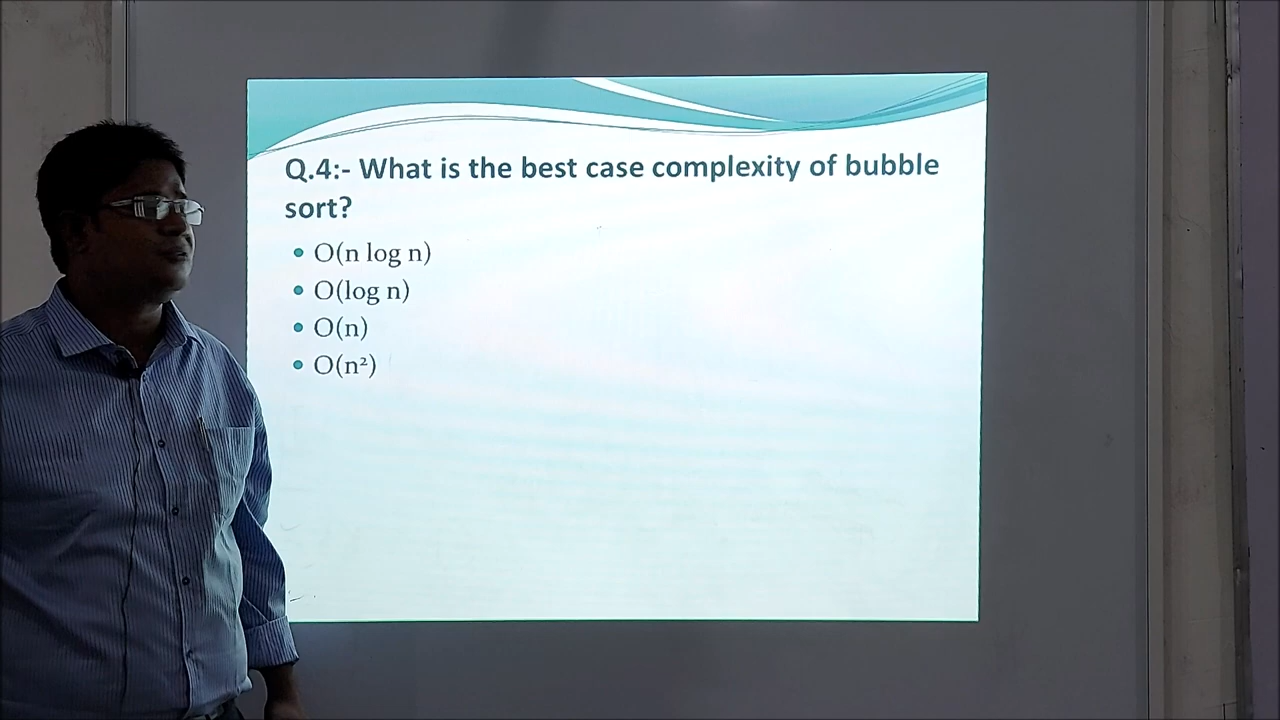 Q.4:- What is the best case complexity of bubble
sort?
• O(n log n)
• O(log n)
• O(n)
• O(n²)